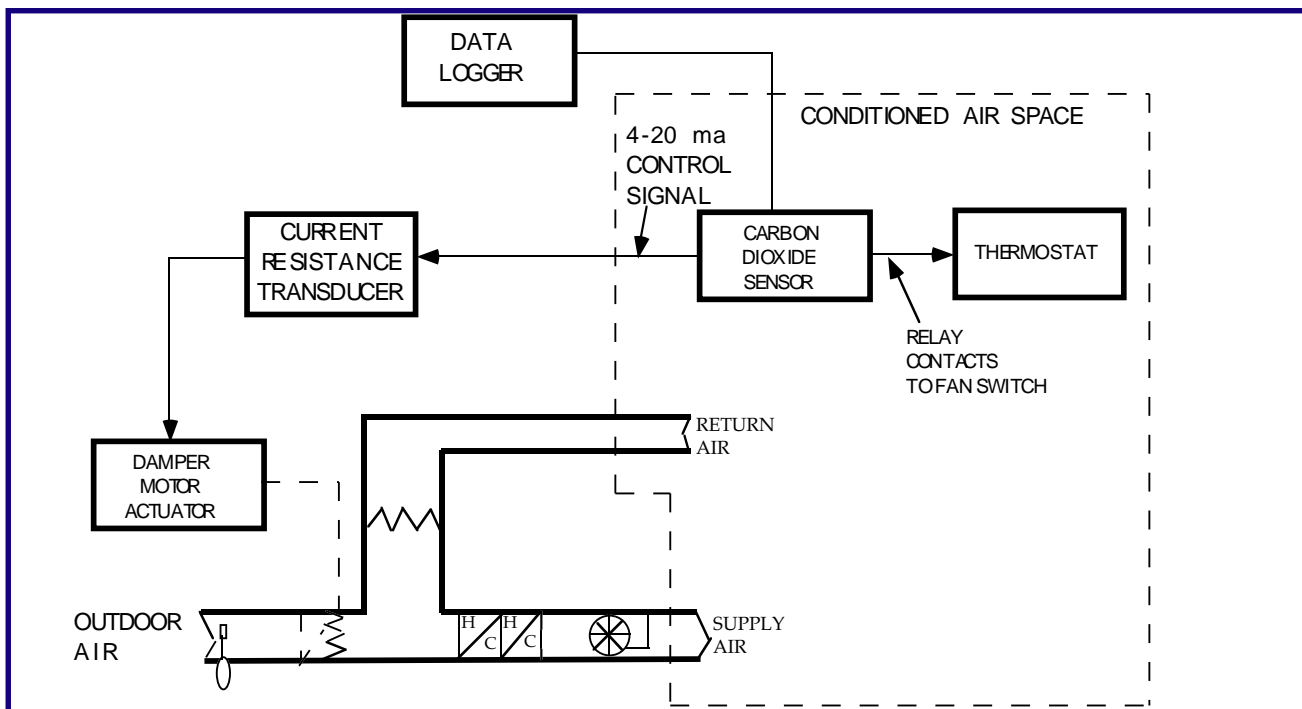 DATA
LOGGER
CONDITIONED AIR SPACE
4-20 ma
CONTROL
SIGNAL
CURRENT
RESISTANCE
TRANSDUCER
CARBON
DIOXIDE
SENSOR
THERMOSTAT
RELAY
CONTACTS
TO FAN SWITCH
RETURN
AIR
DAMPER
MOTOR
ACTUATOR
OUTDOOR
AIR
H
C
H
C
SUPPLY
AIR